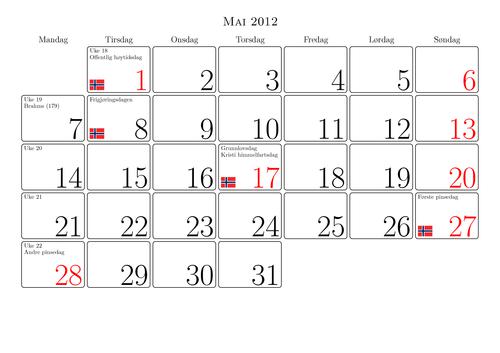 MAI 2012
Mandag Tirsdag Onsdag Torsdag Fredag Lørdag Søndag
Uke 18
Offentlig høytidsdag
1 2 3 4 5 6
Uke 19
Brahms (179)
Frigjøringsdagen
7 8 9 10 11 12 13
Uke 20
Grunnlovsdag
Kristi himmelfartsdag
14 15 16 17 18 19 20
Uke 21
Første pinsedag
21 22 23 24 25 26 27
Uke 22
Andre pinsedag
28 29 30 31